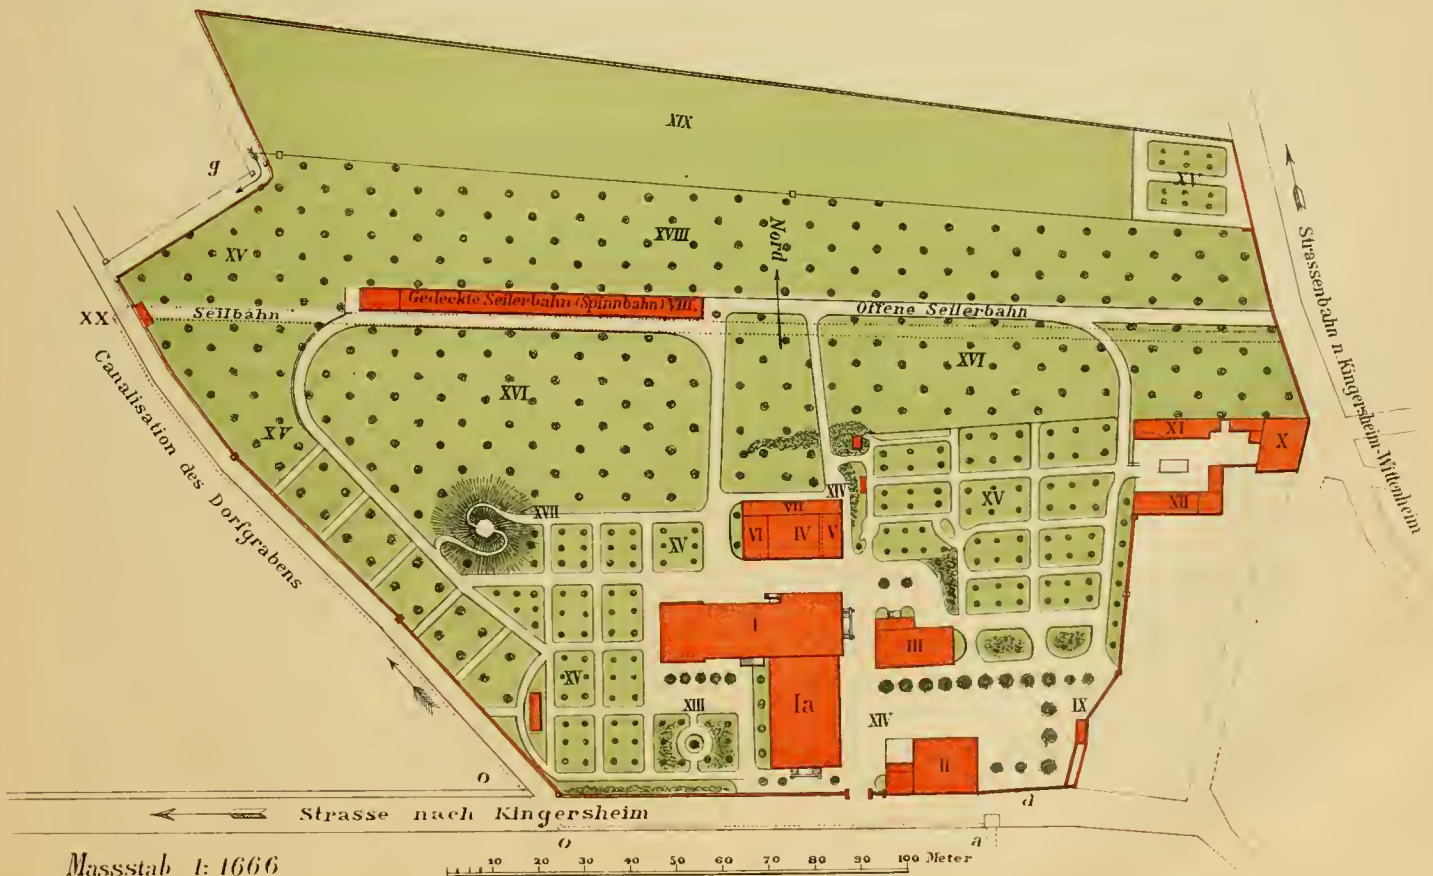 XIX
g
XV
XV
XVIII
Nord
Strassenbahn n. Kingersheim-Wittenheim
Gedeckte Seilerbahn (Spinnbahn) VIII.
Offene Seilerbahn
XX
Seilbahn
XVI
XVI
Canalisation des Dorfgrabens
XV
XI
X
XIV
XV
XII
XVII
VII
VI
IV
V
XV
I
III
XV
Ia
XIII
XIV
IX
II
o
d
Strasse nach Kingersheim
o
a
Massstab 1:1666
10 20 30 40 50 60 70 80 90 100 Meter